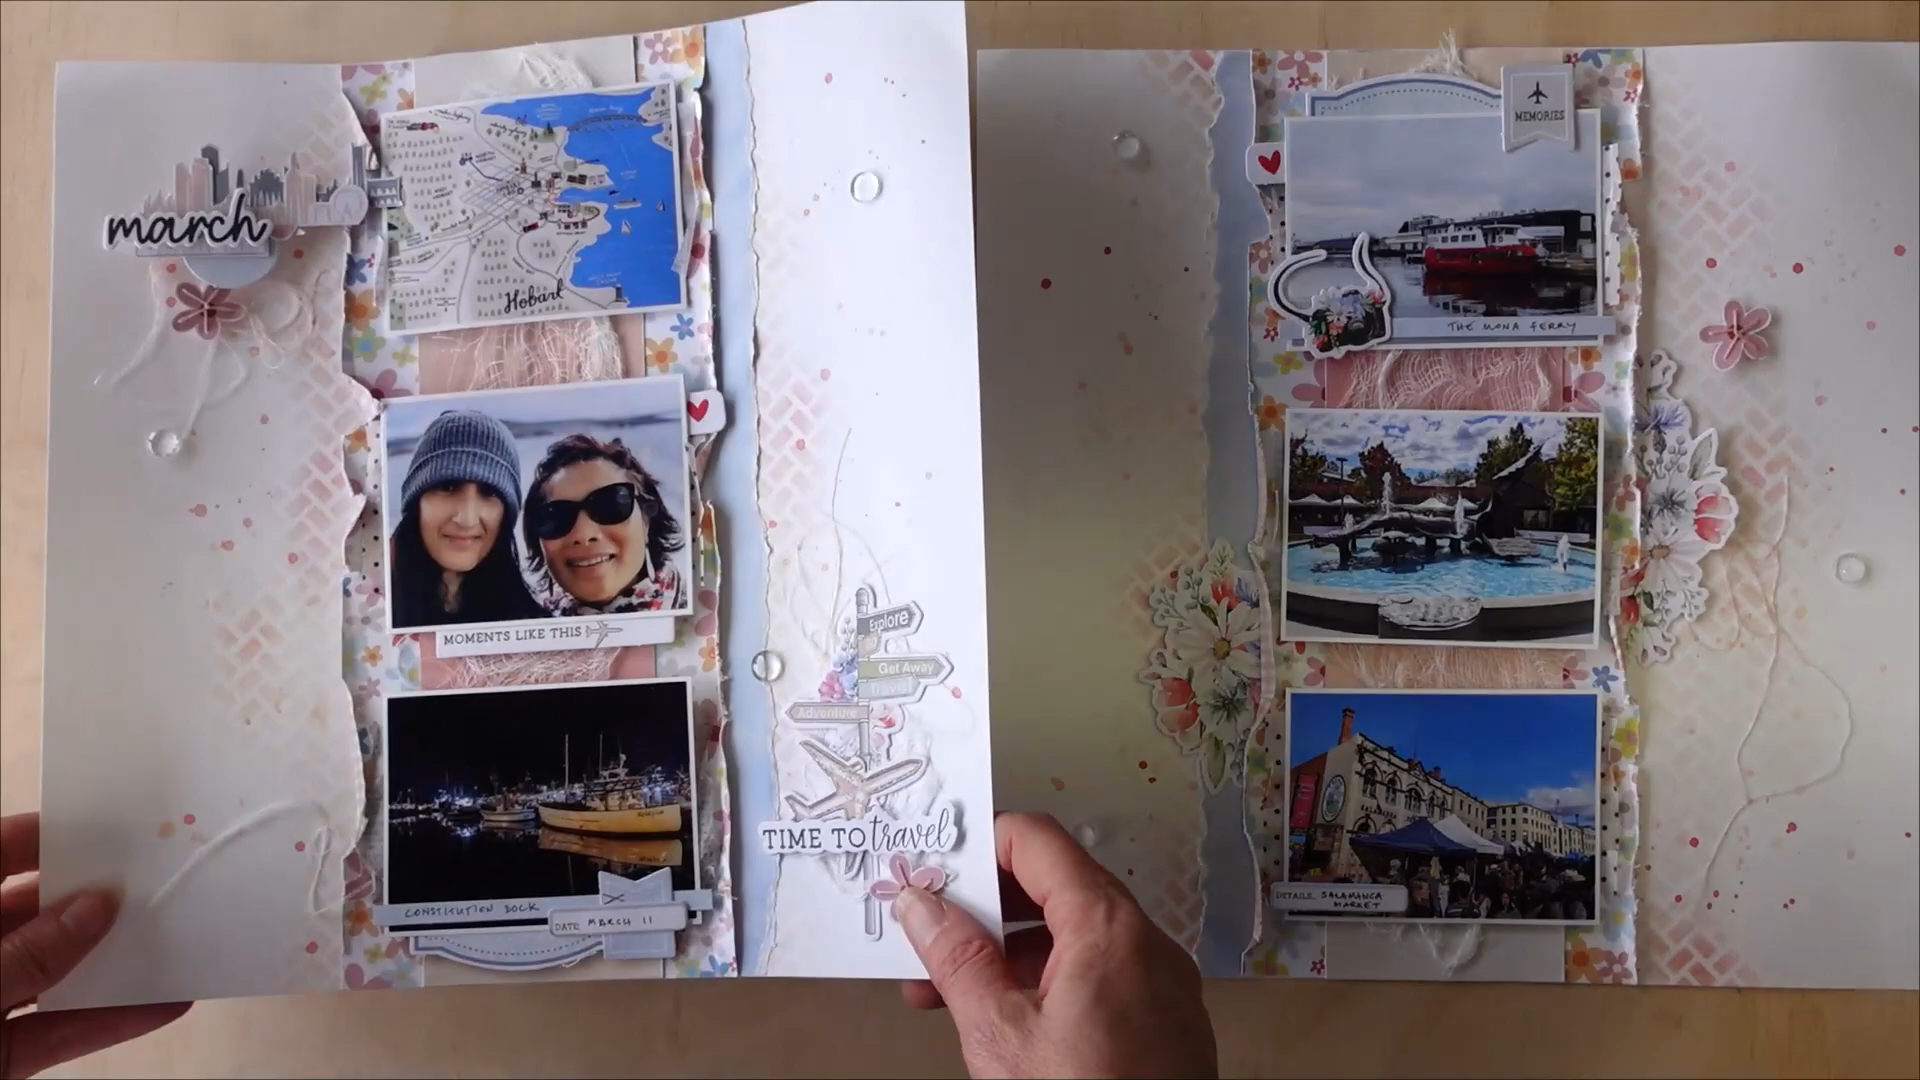 march
Hobart
MOMENTS LIKE THIS
CONSTITUTION DOCK
DATE MARCH 11
Explore
Get Away
Travel
Adventure
TIME TO travel
MEMORIES
THE MONA FERRY
DETAILS SALAMANCA
MARKET